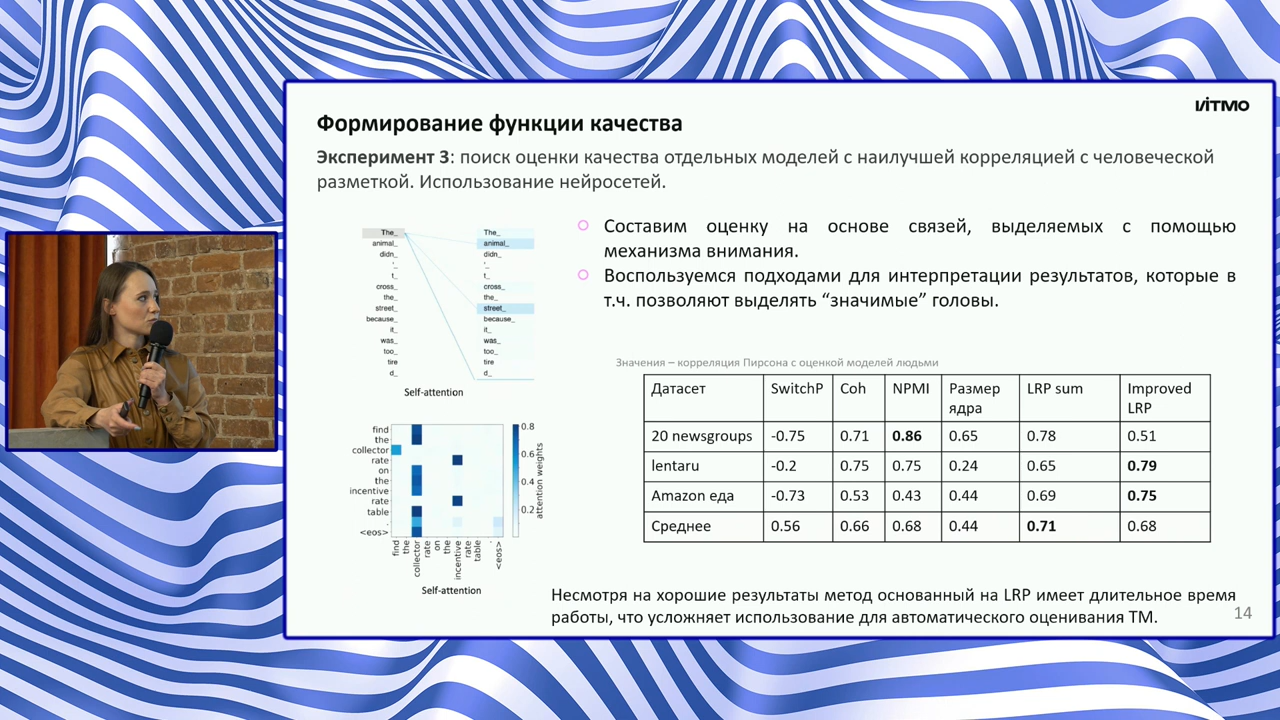 ИТМО
Формирование функции качества
Эксперимент 3: поиск оценки качества отдельных моделей с наилучшей корреляцией с человеческой
разметкой. Использование нейросетей.
The_ The_
animal_ animal_
didn_ didn_
'_ '_
t_ t_
cross_ cross_
the_ the_
street_ street_
because_ because_
it_ it_
was_ was_
too_ too_
tire tire
d_ d_
Self-attention
Составим оценку на основе связей, выделяемых с помощью
механизма внимания.
Воспользуемся подходами для интерпретации результатов, которые в
т.ч. позволяют выделять “значимые” головы.
find
the
collector
rate
on
the
incentive
rate
table
.
<eos>
0.8
0.6
0.4
0.2
attention weights
find the collector rate on the incentive rate table . <eos>
Self-attention
Значения – корреляция Пирсона с оценкой моделей людьми
Датасет SwitchP Coh NPMI Размер ядра LRP sum Improved LRP
20 newsgroups -0.75 0.71 0.86 0.65 0.78 0.51
lentaru -0.2 0.75 0.75 0.24 0.65 0.79
Amazon еда -0.73 0.53 0.43 0.44 0.69 0.75
Среднее 0.56 0.66 0.68 0.44 0.71 0.68
Несмотря на хорошие результаты метод основанный на LRP имеет длительное время
работы, что усложняет использование для автоматического оценивания ТМ.
14